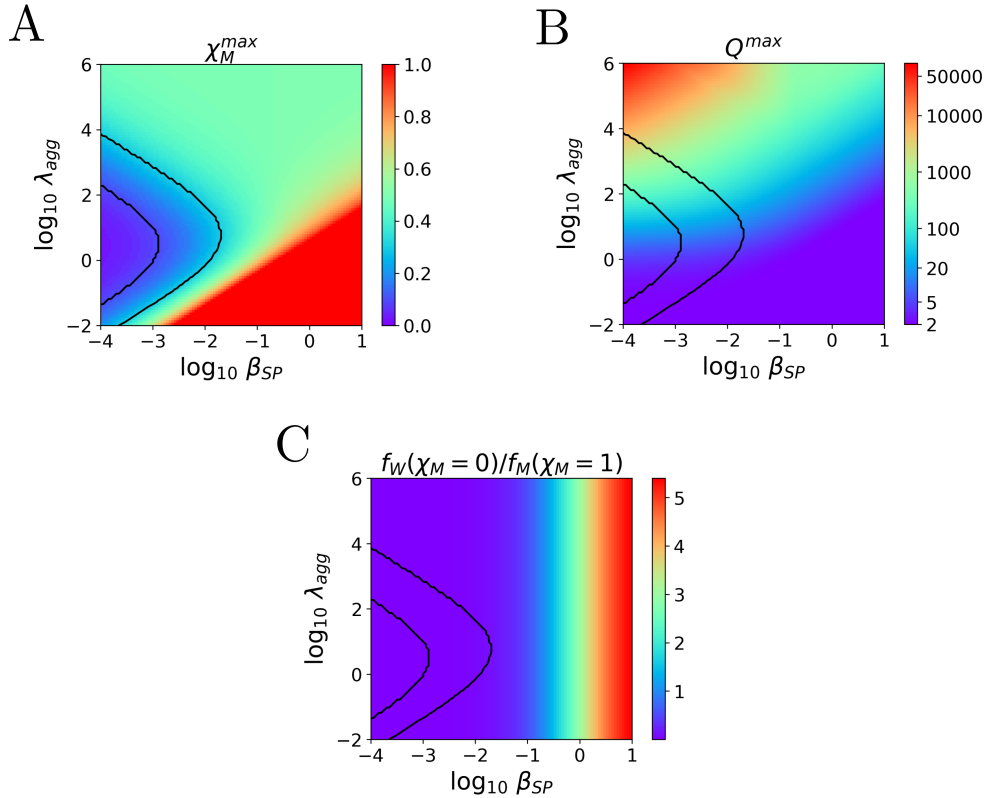 A
χ_M^max
6
4
2
0
−2
log₁₀ λ_agg
−4 −3 −2 −1 0 1
log₁₀ β_SP
1.0
0.8
0.6
0.4
0.2
0.0
B
Q^max
6
4
2
0
−2
log₁₀ λ_agg
−4 −3 −2 −1 0 1
log₁₀ β_SP
50000
10000
1000
100
20
5
2
C
f_W(χ_M = 0)/f_M(χ_M = 1)
6
4
2
0
−2
log₁₀ λ_agg
−4 −3 −2 −1 0 1
log₁₀ β_SP
5
4
3
2
1